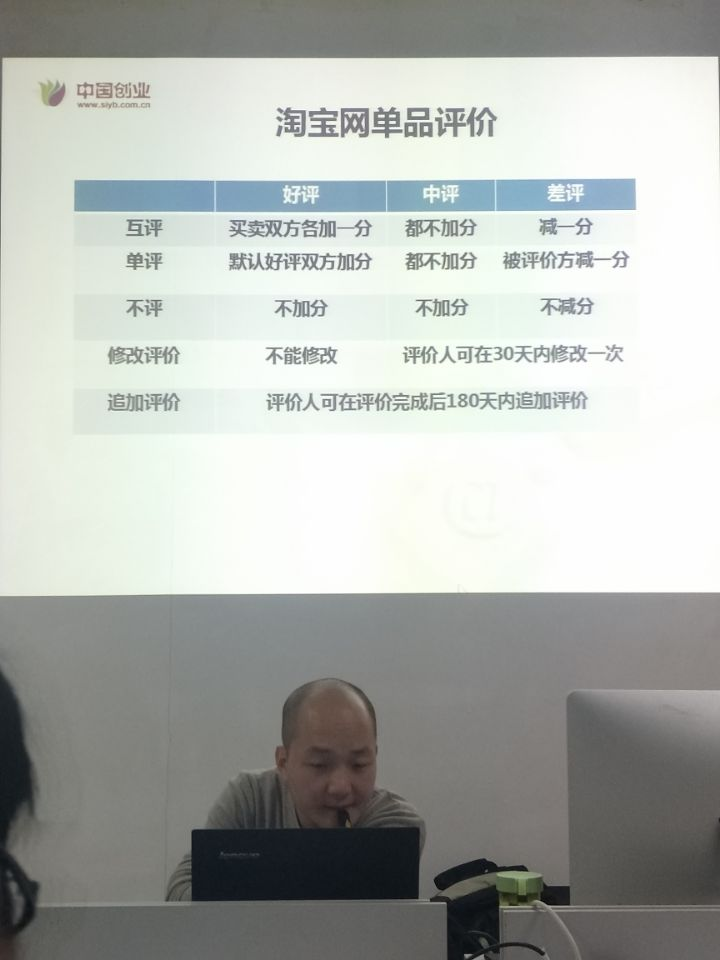 中国创业
www.siyb.com.cn
淘宝网单品评价
好评 中评 差评
互评 买卖双方各加一分 都不加分 减一分
单评 默认好评双方加分 都不加分 被评价方减一分
不评 不加分 不加分 不减分
修改评价 不能修改 评价人可在30天内修改一次
追加评价 评价人可在评价完成后180天内追加评价
@